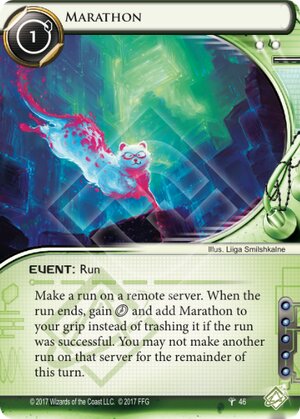 Marathon
1
Illus. Liiga Smilshkalne
EVENT: Run
Make a run on a remote server. When the
run ends, gain and add Marathon to
your grip instead of trashing it if the run
was successful. You may not make another
run on that server for the remainder of
this turn.
© 2017 Wizards of the Coast LLC. © 2017 FFG
46